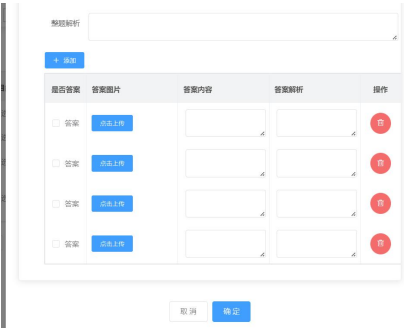 整题解析
+ 添加
是否答案 答案图片 答案内容 答案解析 操作
答案 点击上传
答案 点击上传
答案 点击上传
答案 点击上传
取消 确定